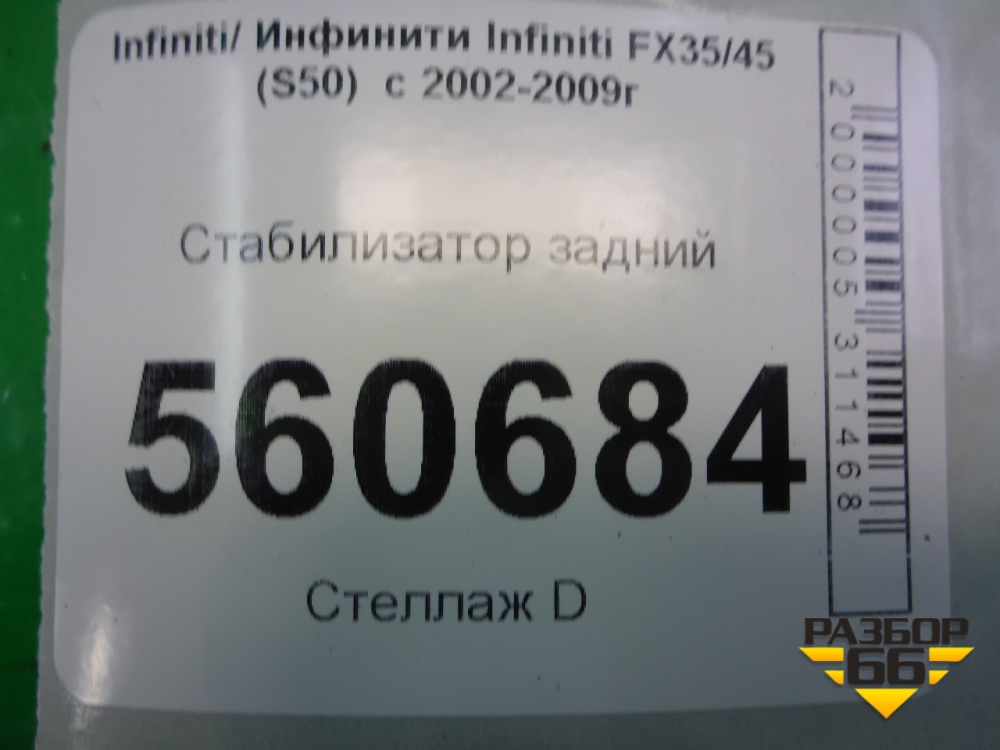 Infiniti/ Инфинити Infiniti FX35/45
(S50) с 2002-2009г
Стабилизатор задний
560684
Стеллаж D
2000005311468
РАЗБОР
66